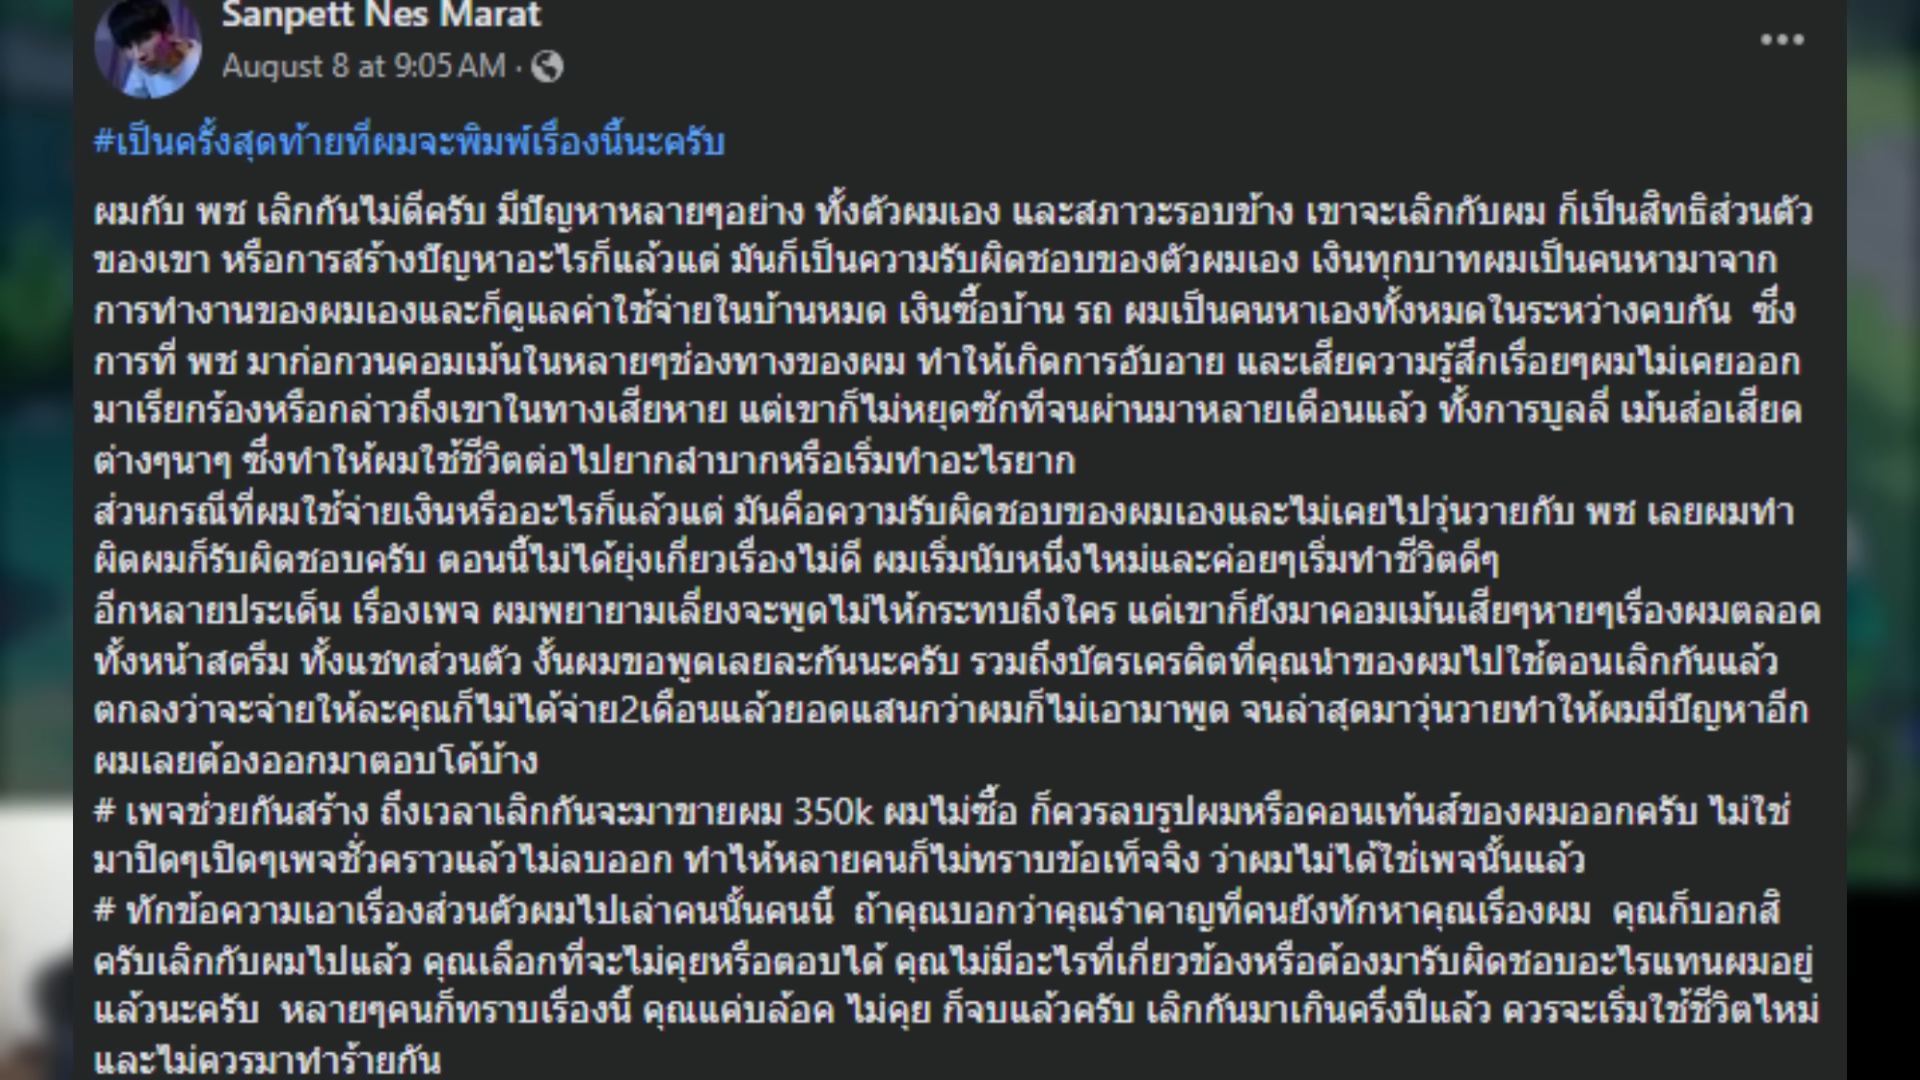 Sanpett Nes Marat
August 8 at 9:05 AM ·
#เป็นครั้งสุดท้ายที่ผมจะพิมพ์เรื่องนี้นะครับ
ผมกับ พช เลิกกันไม่ดีครับ มีปัญหาหลายๆอย่าง ทั้งตัวผมเอง และสภาวะรอบข้าง เขาจะเลิกกับผม ก็เป็นสิทธิส่วนตัว
ของเขา หรือการสร้างปัญหาอะไรก็แล้วแต่ มันก็เป็นความรับผิดชอบของตัวผมเอง เงินทุกบาทผมเป็นคนหามาจาก
การทำงานของผมเองและก็ดูแลค่าใช้จ่ายในบ้านหมด เงินซื้อบ้าน รถ ผมเป็นคนหาเองทั้งหมดในระหว่างคบกัน ซึ่ง
การที่ พช มาก่อกวนคอมเม้นในหลายๆช่องทางของผม ทำให้เกิดการอับอาย และเสียความรู้สึกเรื่อยๆผมไม่เคยออก
มาเรียกร้องหรือกล่าวถึงเขาในทางเสียหาย แต่เขาก็ไม่หยุดซักทีจนผ่านมาหลายเดือนแล้ว ทั้งการบูลลี่ เม้นส่อเสียด
ต่างๆนาๆ ซึ่งทำให้ผมใช้ชีวิตต่อไปยากลำบากหรือเริ่มทำอะไรยาก
ส่วนกรณีที่ผมใช้จ่ายเงินหรืออะไรก็แล้วแต่ มันคือความรับผิดชอบของผมเองและไม่เคยไปวุ่นวายกับ พช เลยผมทำ
ผิดผมก็รับผิดชอบครับ ตอนนี้ไม่ได้ยุ่งเกี่ยวเรื่องไม่ดี ผมเริ่มนับหนึ่งใหม่และค่อยๆเริ่มทำชีวิตดีๆ
อีกหลายประเด็น เรื่องเพจ ผมพยายามเลี่ยงจะพูดไม่ไห้กระทบถึงใคร แต่เขาก็ยังมาคอมเม้นเสียๆหายๆเรื่องผมตลอด
ทั้งหน้าสตรีม ทั้งแชทส่วนตัว งั้นผมขอพูดเลยละกันนะครับ รวมถึงบัตรเครดิตที่คุณนำของผมไปใช้ตอนเลิกกันแล้ว
ตกลงว่าจะจ่ายให้ละคุณก็ไม่ได้จ่าย2เดือนแล้วยอดแสนกว่าผมก็ไม่เอามาพูด จนล่าสุดมาวุ่นวายทำให้ผมมีปัญหาอีก
ผมเลยต้องออกมาตอบโต้บ้าง
# เพจช่วยกันสร้าง ถึงเวลาเลิกกันจะมาขายผม 350k ผมไม่ซื้อ ก็ควรลบรูปผมหรือคอนเท้นส์ของผมออกครับ ไม่ใช่
มาปิดๆเปิดๆเพจชั่วคราวแล้วไม่ลบออก ทำไห้หลายคนก็ไม่ทราบข้อเท็จจิง ว่าผมไม่ได้ใช่เพจนั้นแล้ว
# ทักข้อความเอาเรื่องส่วนตัวผมไปเล่าคนนั้นคนนี้ ถ้าคุณบอกว่าคุณรำคาญที่คนยังทักหาคุณเรื่องผม คุณก็บอกสิ
ครับเลิกกับผมไปแล้ว คุณเลือกที่จะไม่คุยหรือตอบได้ คุณไม่มีอะไรที่เกี่ยวข้องหรือต้องมารับผิดชอบอะไรแทนผมอยู่
แล้วนะครับ หลายๆคนก็ทราบเรื่องนี้ คุณแค่บล้อค ไม่คุย ก็จบแล้วครับ เลิกกันมาเกินครึ่งปีแล้ว ควรจะเริ่มใช้ชีวิตไหม่
และไม่ควรมาทำร้ายกัน